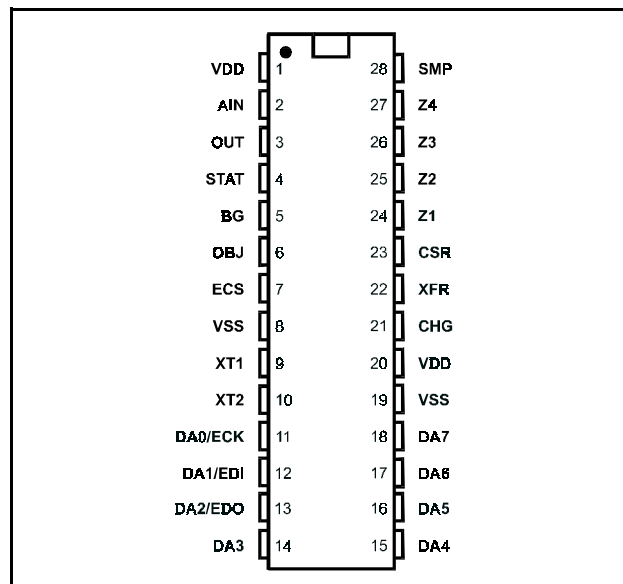 VDD 1 28 SMP
AIN 2 27 Z4
OUT 3 26 Z3
STAT 4 25 Z2
BG 5 24 Z1
OBJ 6 23 CSR
ECS 7 22 XFR
VSS 8 21 CHG
XT1 9 20 VDD
XT2 10 19 VSS
DA0/ECK 11 18 DA7
DA1/EDI 12 17 DA6
DA2/EDO 13 16 DA5
DA3 14 15 DA4